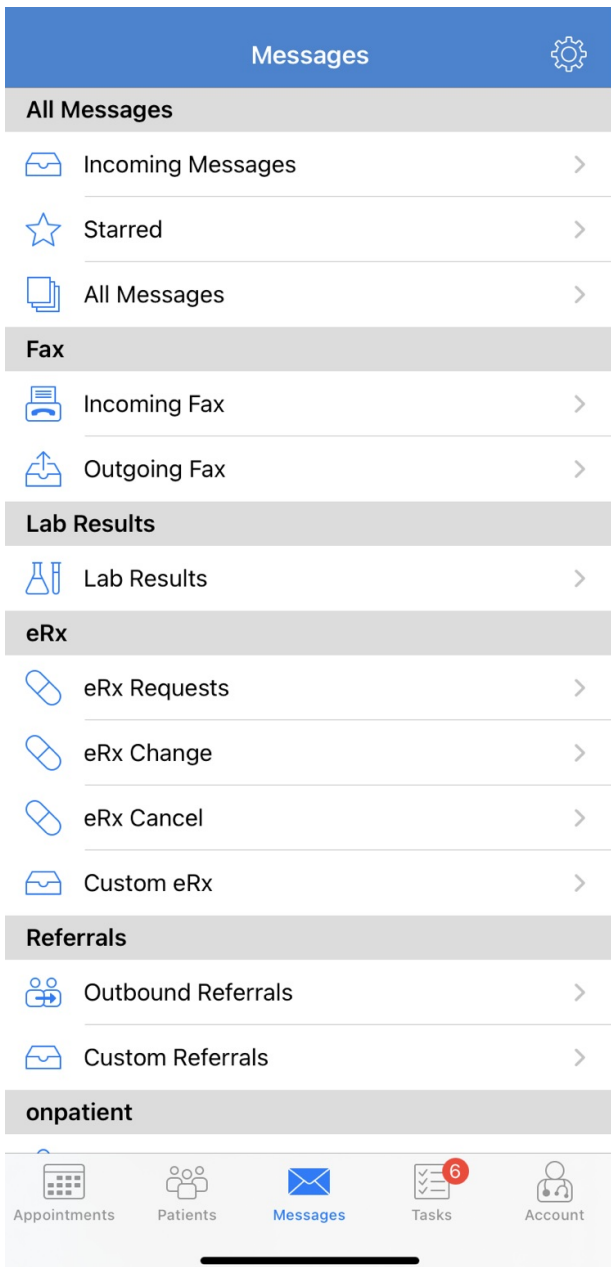 Messages
All Messages
Incoming Messages
Starred
All Messages
Fax
Incoming Fax
Outgoing Fax
Lab Results
Lab Results
eRx
eRx Requests
eRx Change
eRx Cancel
Custom eRx
Referrals
Outbound Referrals
Custom Referrals
onpatient
6
Appointments Patients Messages Tasks Account